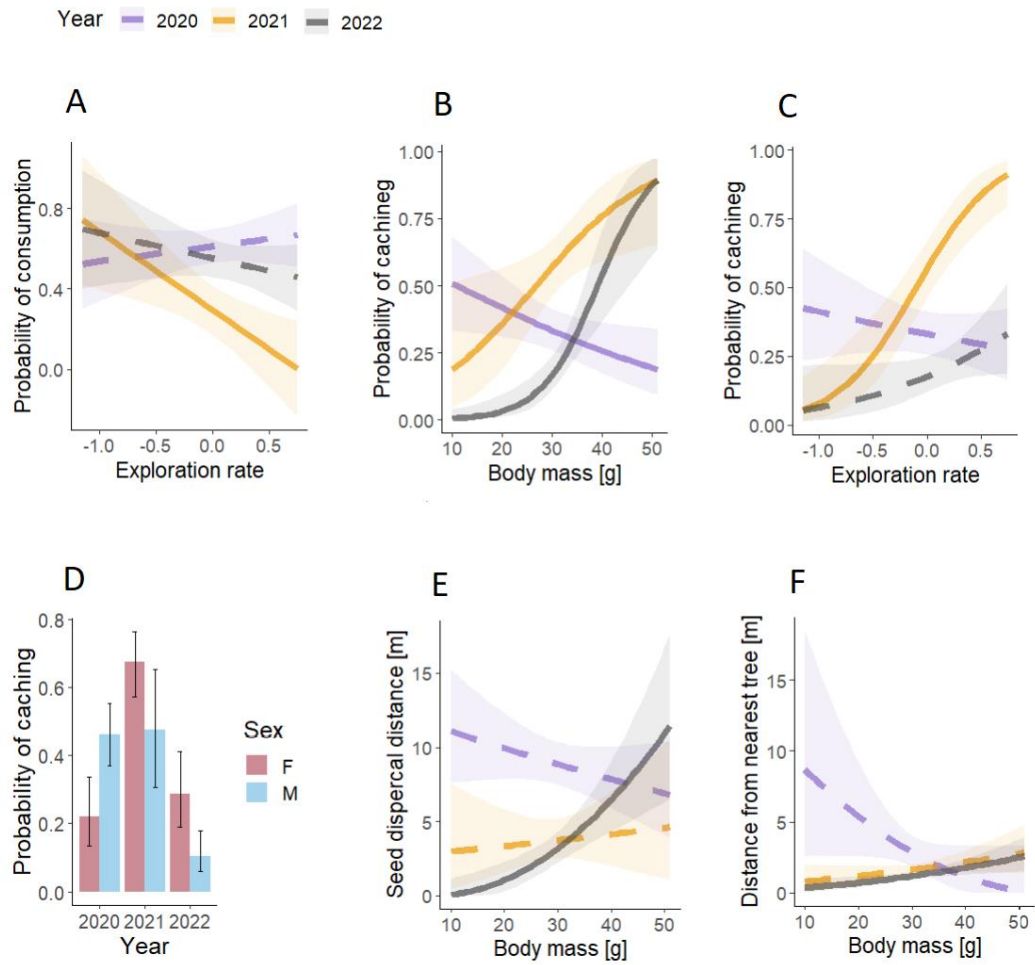 Year 2020 2021 2022
A
Probability of consumption
0.8
0.4
0.0
-1.0 -0.5 0.0 0.5
Exploration rate
B
Probability of cachineg
1.00
0.75
0.50
0.25
0.00
10 20 30 40 50
Body mass [g]
C
Probability of cachineg
1.00
0.75
0.50
0.25
0.00
-1.0 -0.5 0.0 0.5
Exploration rate
D
Probability of caching
0.8
0.6
0.4
0.2
0.0
2020 2021 2022
Year
Sex
F
M
E
Seed dispercal distance [m]
15
10
5
0
10 20 30 40 50
Body mass [g]
F
Distance from nearest tree [m]
15
10
5
0
10 20 30 40 50
Body mass [g]